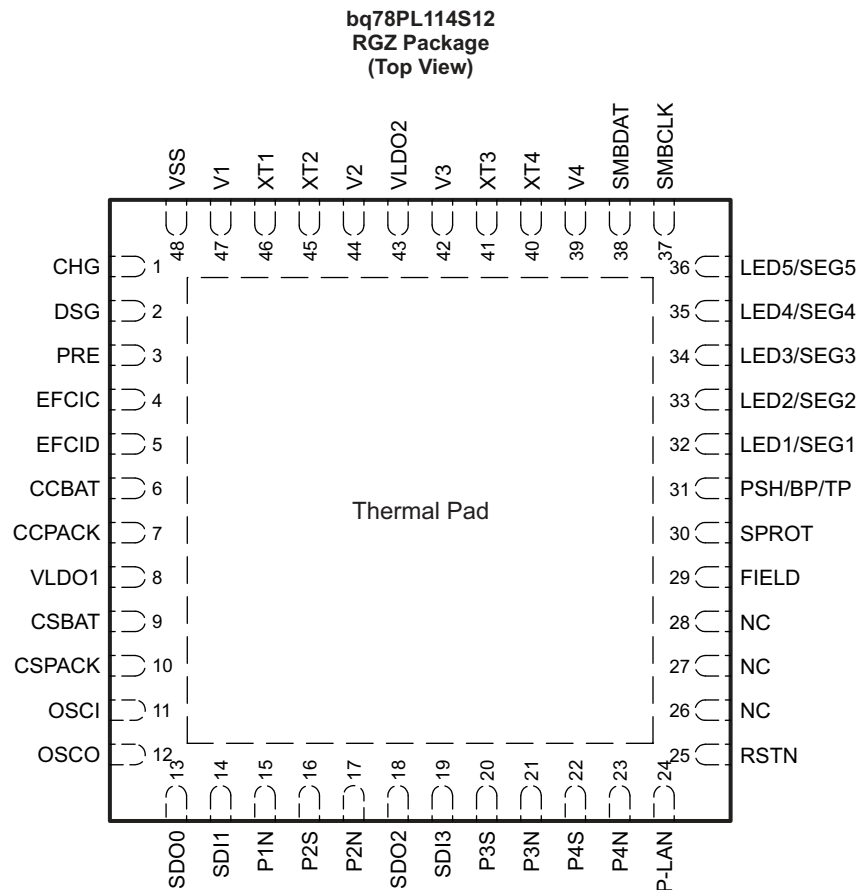 bq78PL114S12
RGZ Package
(Top View)
VSS
V1
XT1
XT2
V2
VLDO2
V3
XT3
XT4
V4
SMBDAT
SMBCLK
48
47
46
45
44
43
42
41
40
39
38
37
CHG 1
DSG 2
PRE 3
EFCIC 4
EFCID 5
CCBAT 6
CCPACK 7
VLDO1 8
CSBAT 9
CSPACK 10
OSCI 11
OSCO 12
Thermal Pad
36 LED5/SEG5
35 LED4/SEG4
34 LED3/SEG3
33 LED2/SEG2
32 LED1/SEG1
31 PSH/BP/TP
30 SPROT
29 FIELD
28 NC
27 NC
26 NC
25 RSTN
13
14
15
16
17
18
19
20
21
22
23
24
SDO0
SDI1
P1N
P2S
P2N
SDO2
SDI3
P3S
P3N
P4S
P4N
P-LAN